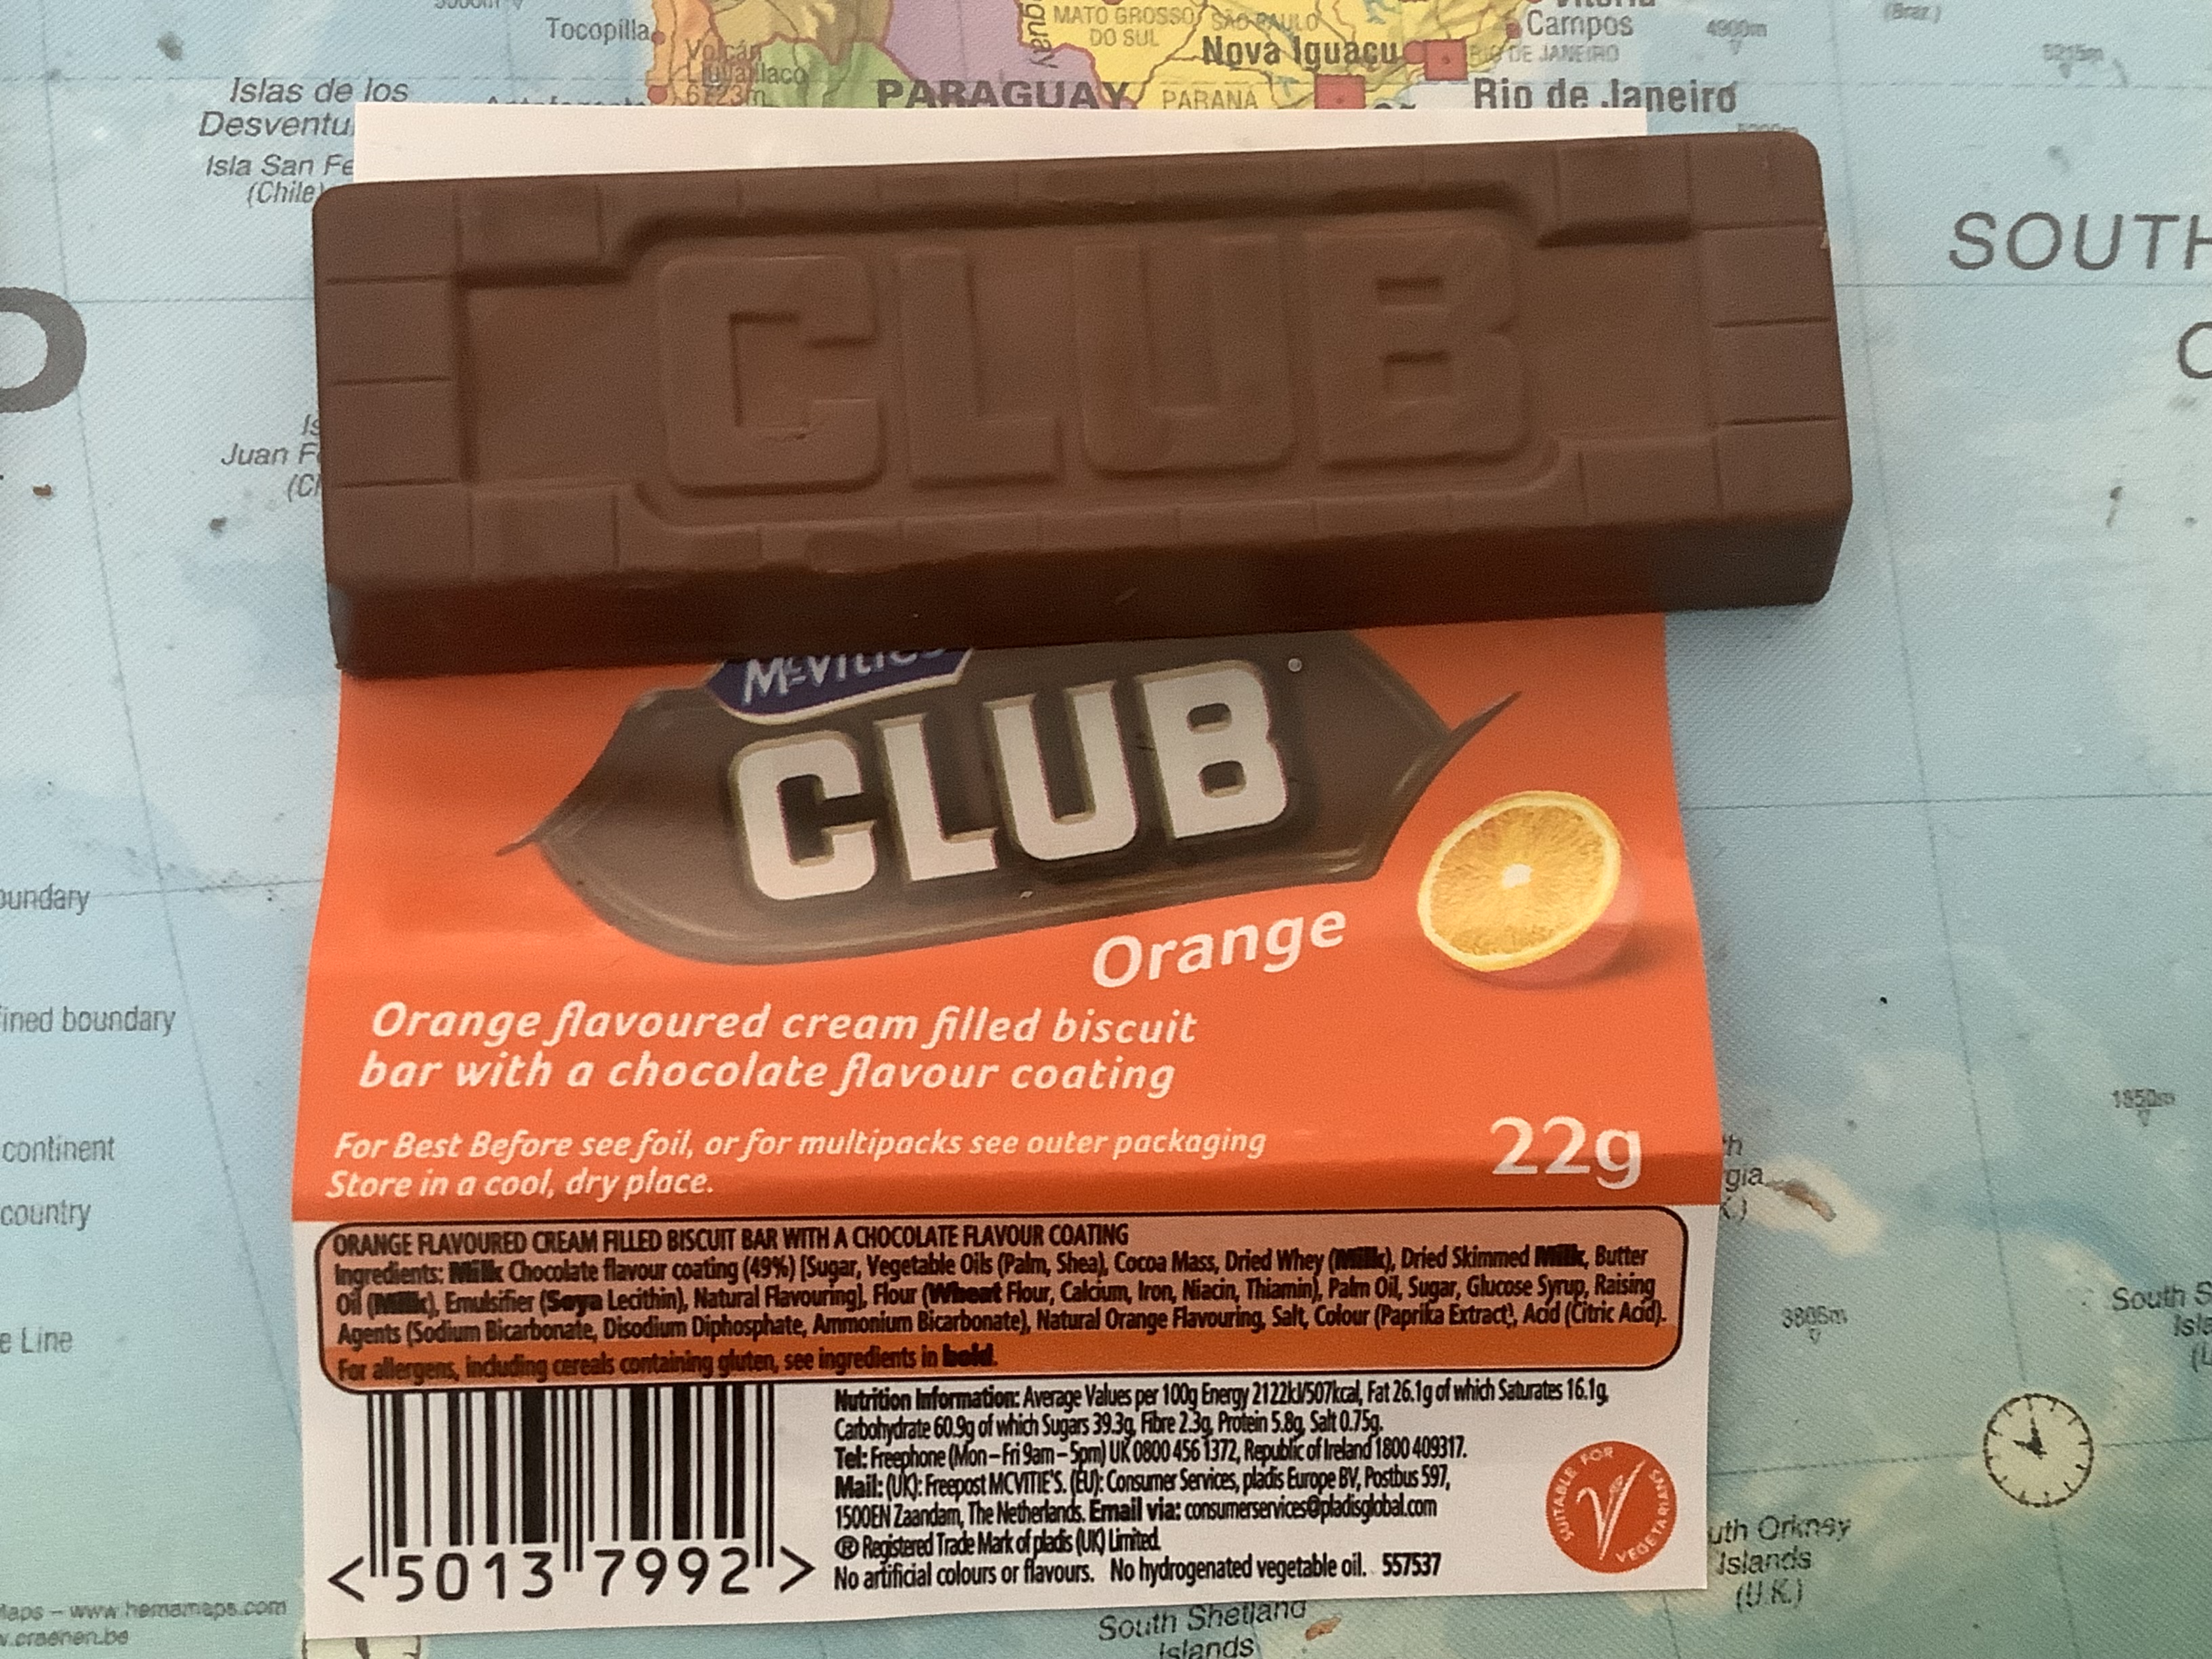 Tocopilla
MATO GROSSO
DO SUL
SÃO PAULO
Campos
4900m
(Braz.)
Volcán
Llullaillaco
6723m
Nova Iguaçu
RIO DE JANEIRO
5215m
Islas de los
Desventu
PARAGUAY
PARANÁ
Rio de Janeiro
Isla San Fe
(Chile)
SOUTH
CLUB
Juan F
McVitie's
CLUB
Orange
Orange flavoured cream filled biscuit
bar with a chocolate flavour coating
For Best Before see foil, or for multipacks see outer packaging
Store in a cool, dry place.
22g
oundary
ined boundary
continent
country
e Line
1852m
gia
3805m
South S
ORANGE FLAVOURED CREAM FILLED BISCUIT BAR WITH A CHOCOLATE FLAVOUR COATING
Ingredients: Milk Chocolate flavour coating (49%) [Sugar, Vegetable Oils (Palm, Shea), Cocoa Mass, Dried Whey (Milk), Dried Skimmed Milk, Butter
Oil (Milk), Emulsifier (Soya Lecithin), Natural Flavouring], Flour (Wheat Flour, Calcium, Iron, Niacin, Thiamin), Palm Oil, Sugar, Glucose Syrup, Raising
Agents (Sodium Bicarbonate, Disodium Diphosphate, Ammonium Bicarbonate), Natural Orange Flavouring, Salt, Colour (Paprika Extract), Acid (Citric Acid).
For allergens, including cereals containing gluten, see ingredients in bold.
Nutrition Information: Average Values per 100g Energy 2122kJ/507kcal, Fat 26.1g of which Saturates 16.1g,
Carbohydrate 60.9g of which Sugars 39.3g, Fibre 2.3g, Protein 5.8g, Salt 0.75g.
Tel: Freephone (Mon – Fri 9am – 5pm) UK 0800 456 1372, Republic of Ireland 1800 409317.
Mail: (UK): Freepost MCVITIE'S. (EU): Consumer Services, pladis Europe BV, Postbus 597,
1500EN Zaandam, The Netherlands. Email via: consumerservices@pladisglobal.com
® Registered Trade Mark of pladis (UK) Limited.
No artificial colours or flavours. No hydrogenated vegetable oil. 557537
<5013 7992>
SUITABLE FOR VEGETARIANS
uth Orkney
Islands
(U.K.)
Maps – www.hemamaps.com
w.craenen.be
South Shetland
Islands